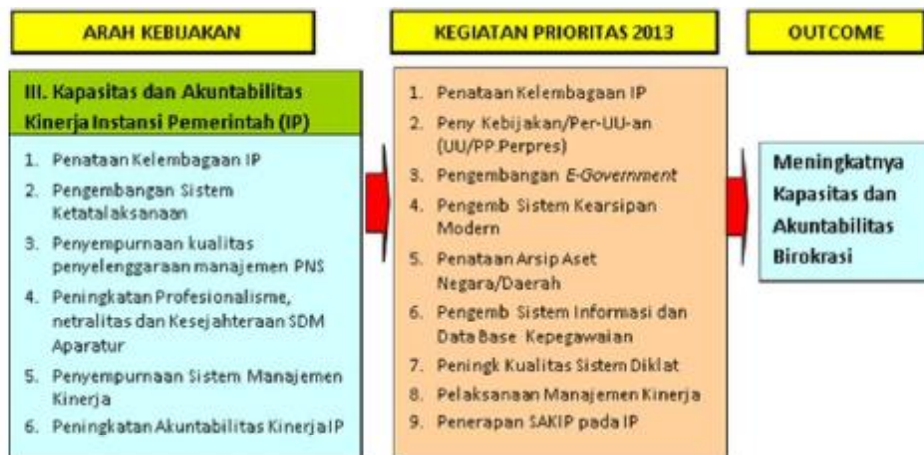 ARAH KEBIJAKAN
III. Kapasitas dan Akuntabilitas
Kinerja Instansi Pemerintah (IP)
1. Penataan Kelembagaan IP
2. Pengembangan Sistem
Ketatalaksanaan
3. Penyempurnaan kualitas
penyelenggaraan manajemen PNS
4. Peningkatan Profesionalisme,
netralitas dan Kesejahteraan SDM
Aparatur
5. Penyempurnaan Sistem Manajemen
Kinerja
6. Peningkatan Akuntabilitas Kinerja IP
KEGIATAN PRIORITAS 2013
1. Penataan Kelembagaan IP
2. Peny Kebijakan/Per-UU-an
(UU/PP.Perpres)
3. Pengembangan E-Government
4. Pengemb Sistem Kearsipan
Modern
5. Penataan Arsip Aset
Negara/Daerah
6. Pengemb Sistem Informasi dan
Data Base Kepegawaian
7. Peningk Kualitas Sistem Diklat
8. Pelaksanaan Manajemen Kinerja
9. Penerapan SAKIP pada IP
OUTCOME
Meningkatnya
Kapasitas dan
Akuntabilitas
Birokrasi